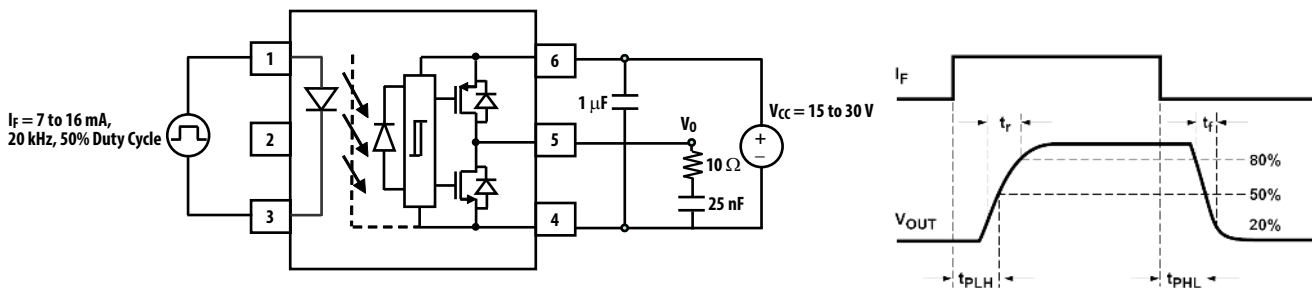 I_F = 7 to 16 mA,
20 kHz, 50% Duty Cycle
1
2
3
6
5
4
1 µF
V_O
10 Ω
25 nF
V_CC = 15 to 30 V
+
−
I_F
t_r
t_f
80%
50%
20%
V_OUT
t_PLH
t_PHL